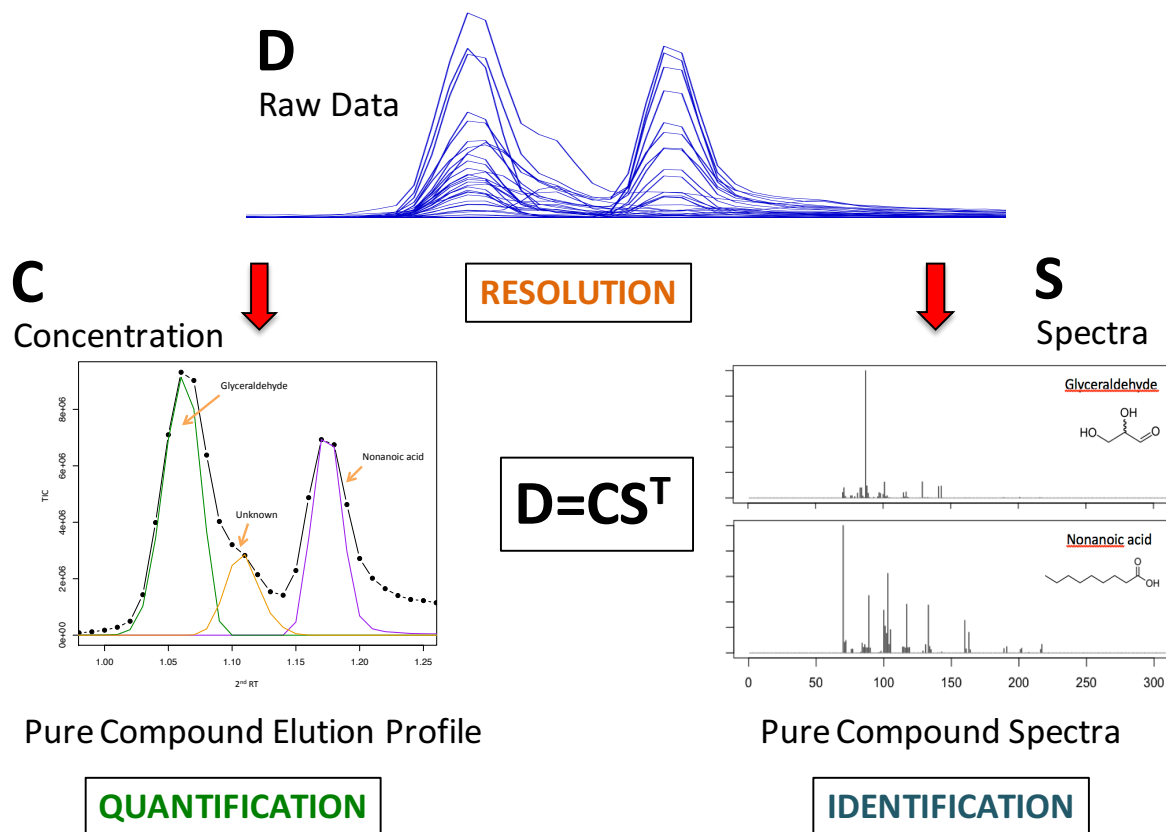 D
Raw Data
C
Concentration
RESOLUTION
S
Spectra
8e+06
6e+06
4e+06
2e+06
0e+00
TIC
Glyceraldehyde
Unknown
Nonanoic acid
1.00 1.05 1.10 1.15 1.20 1.25
2nd RT
D=CS^T
Glyceraldehyde
OH
HO
O
Nonanoic acid
O
OH
0 50 100 150 200 250 300
Pure Compound Elution Profile
Pure Compound Spectra
QUANTIFICATION
IDENTIFICATION